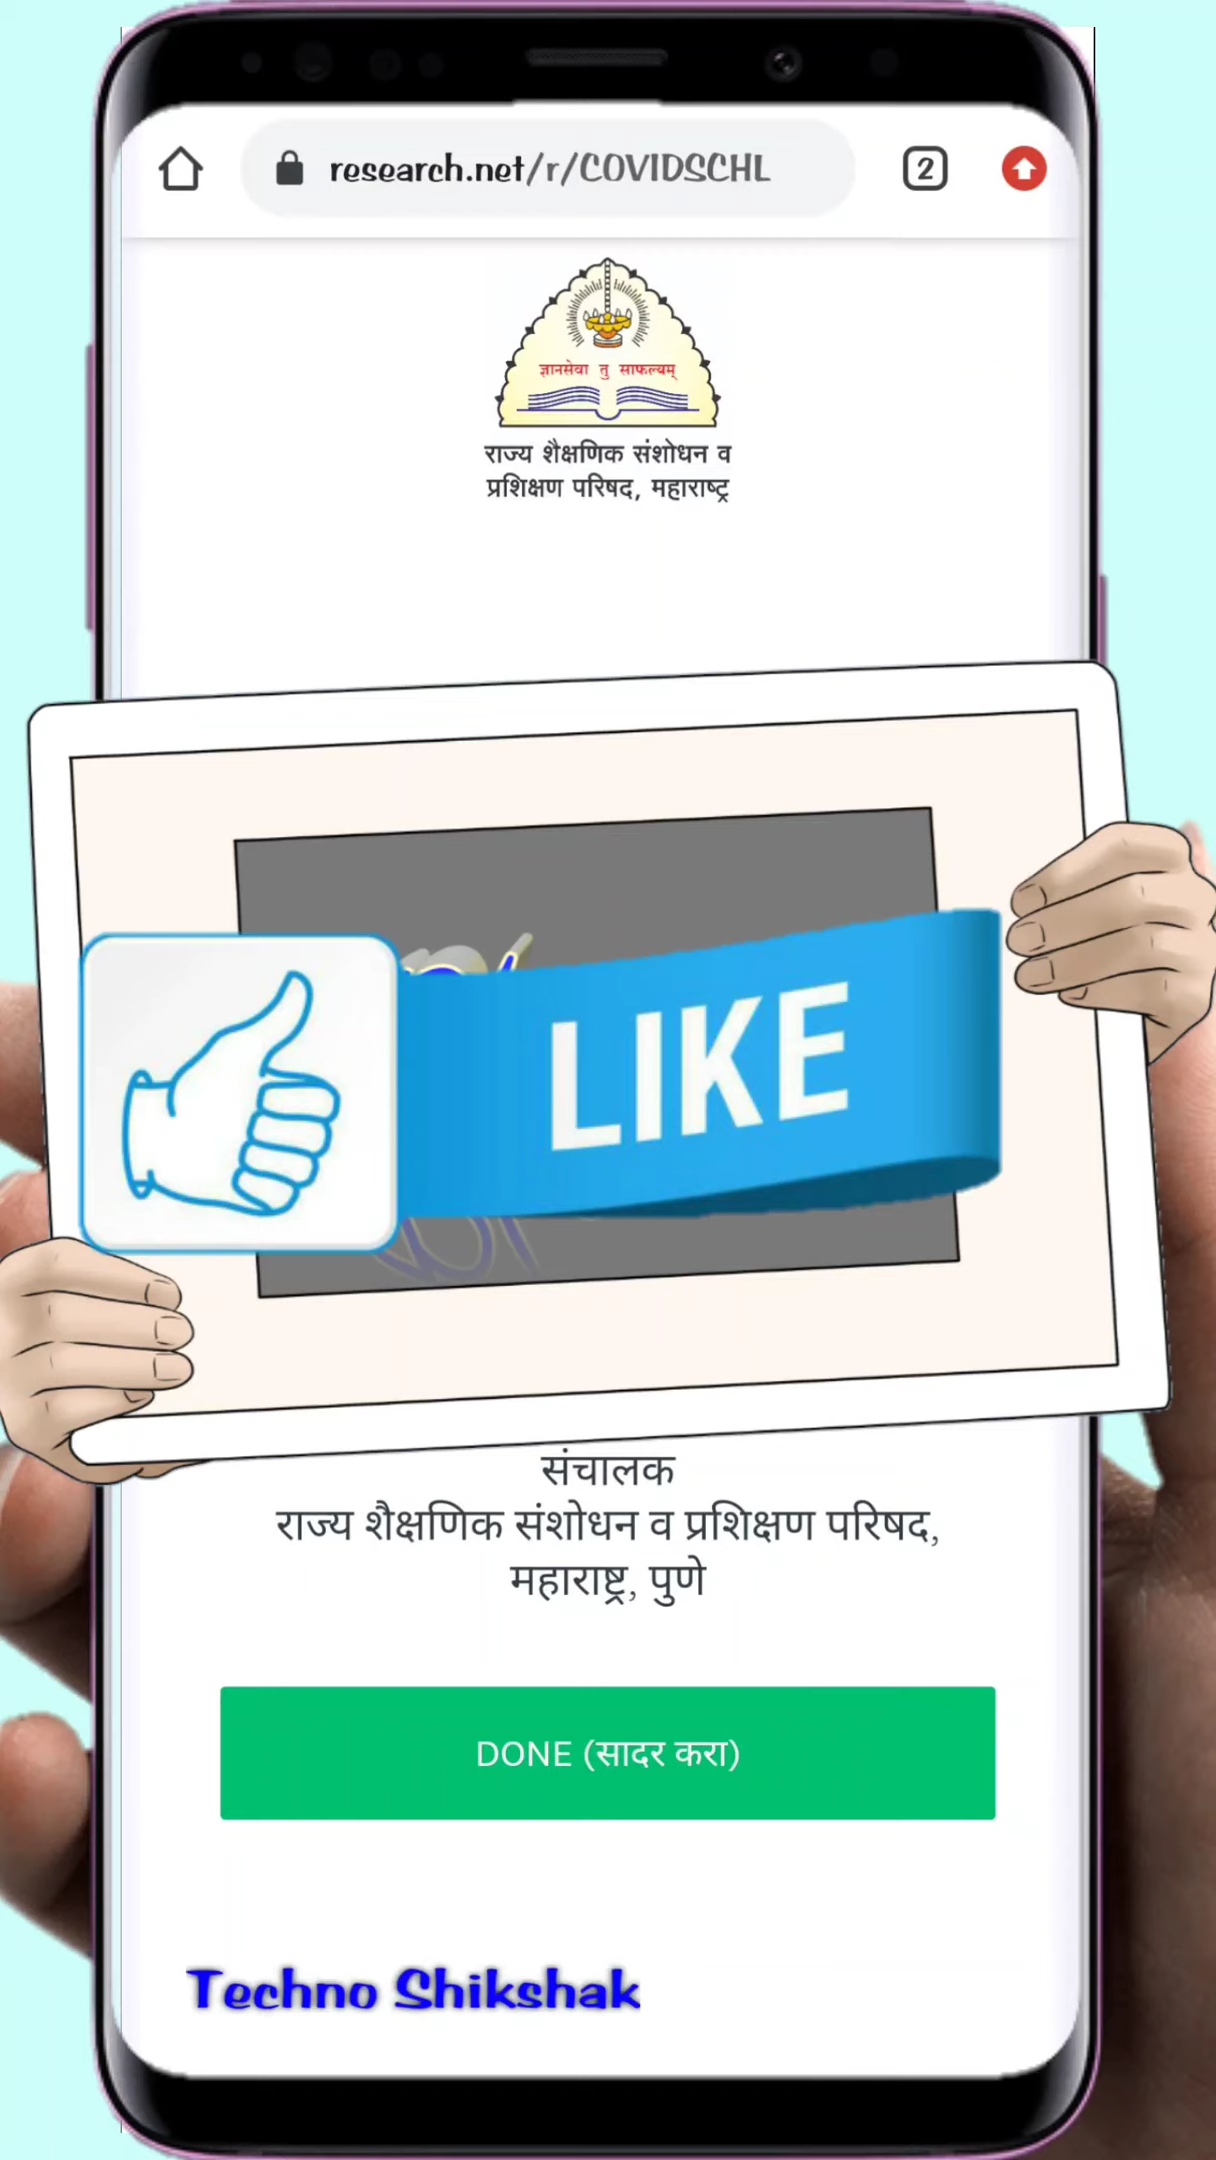 research.net/r/COVIDSCHL
2
ज्ञानसेवा तु साफल्यम्
राज्य शैक्षणिक संशोधन व
प्रशिक्षण परिषद, महाराष्ट्र
LIKE
संचालक
राज्य शैक्षणिक संशोधन व प्रशिक्षण परिषद,
महाराष्ट्र, पुणे
DONE (सादर करा)
Techno Shikshak